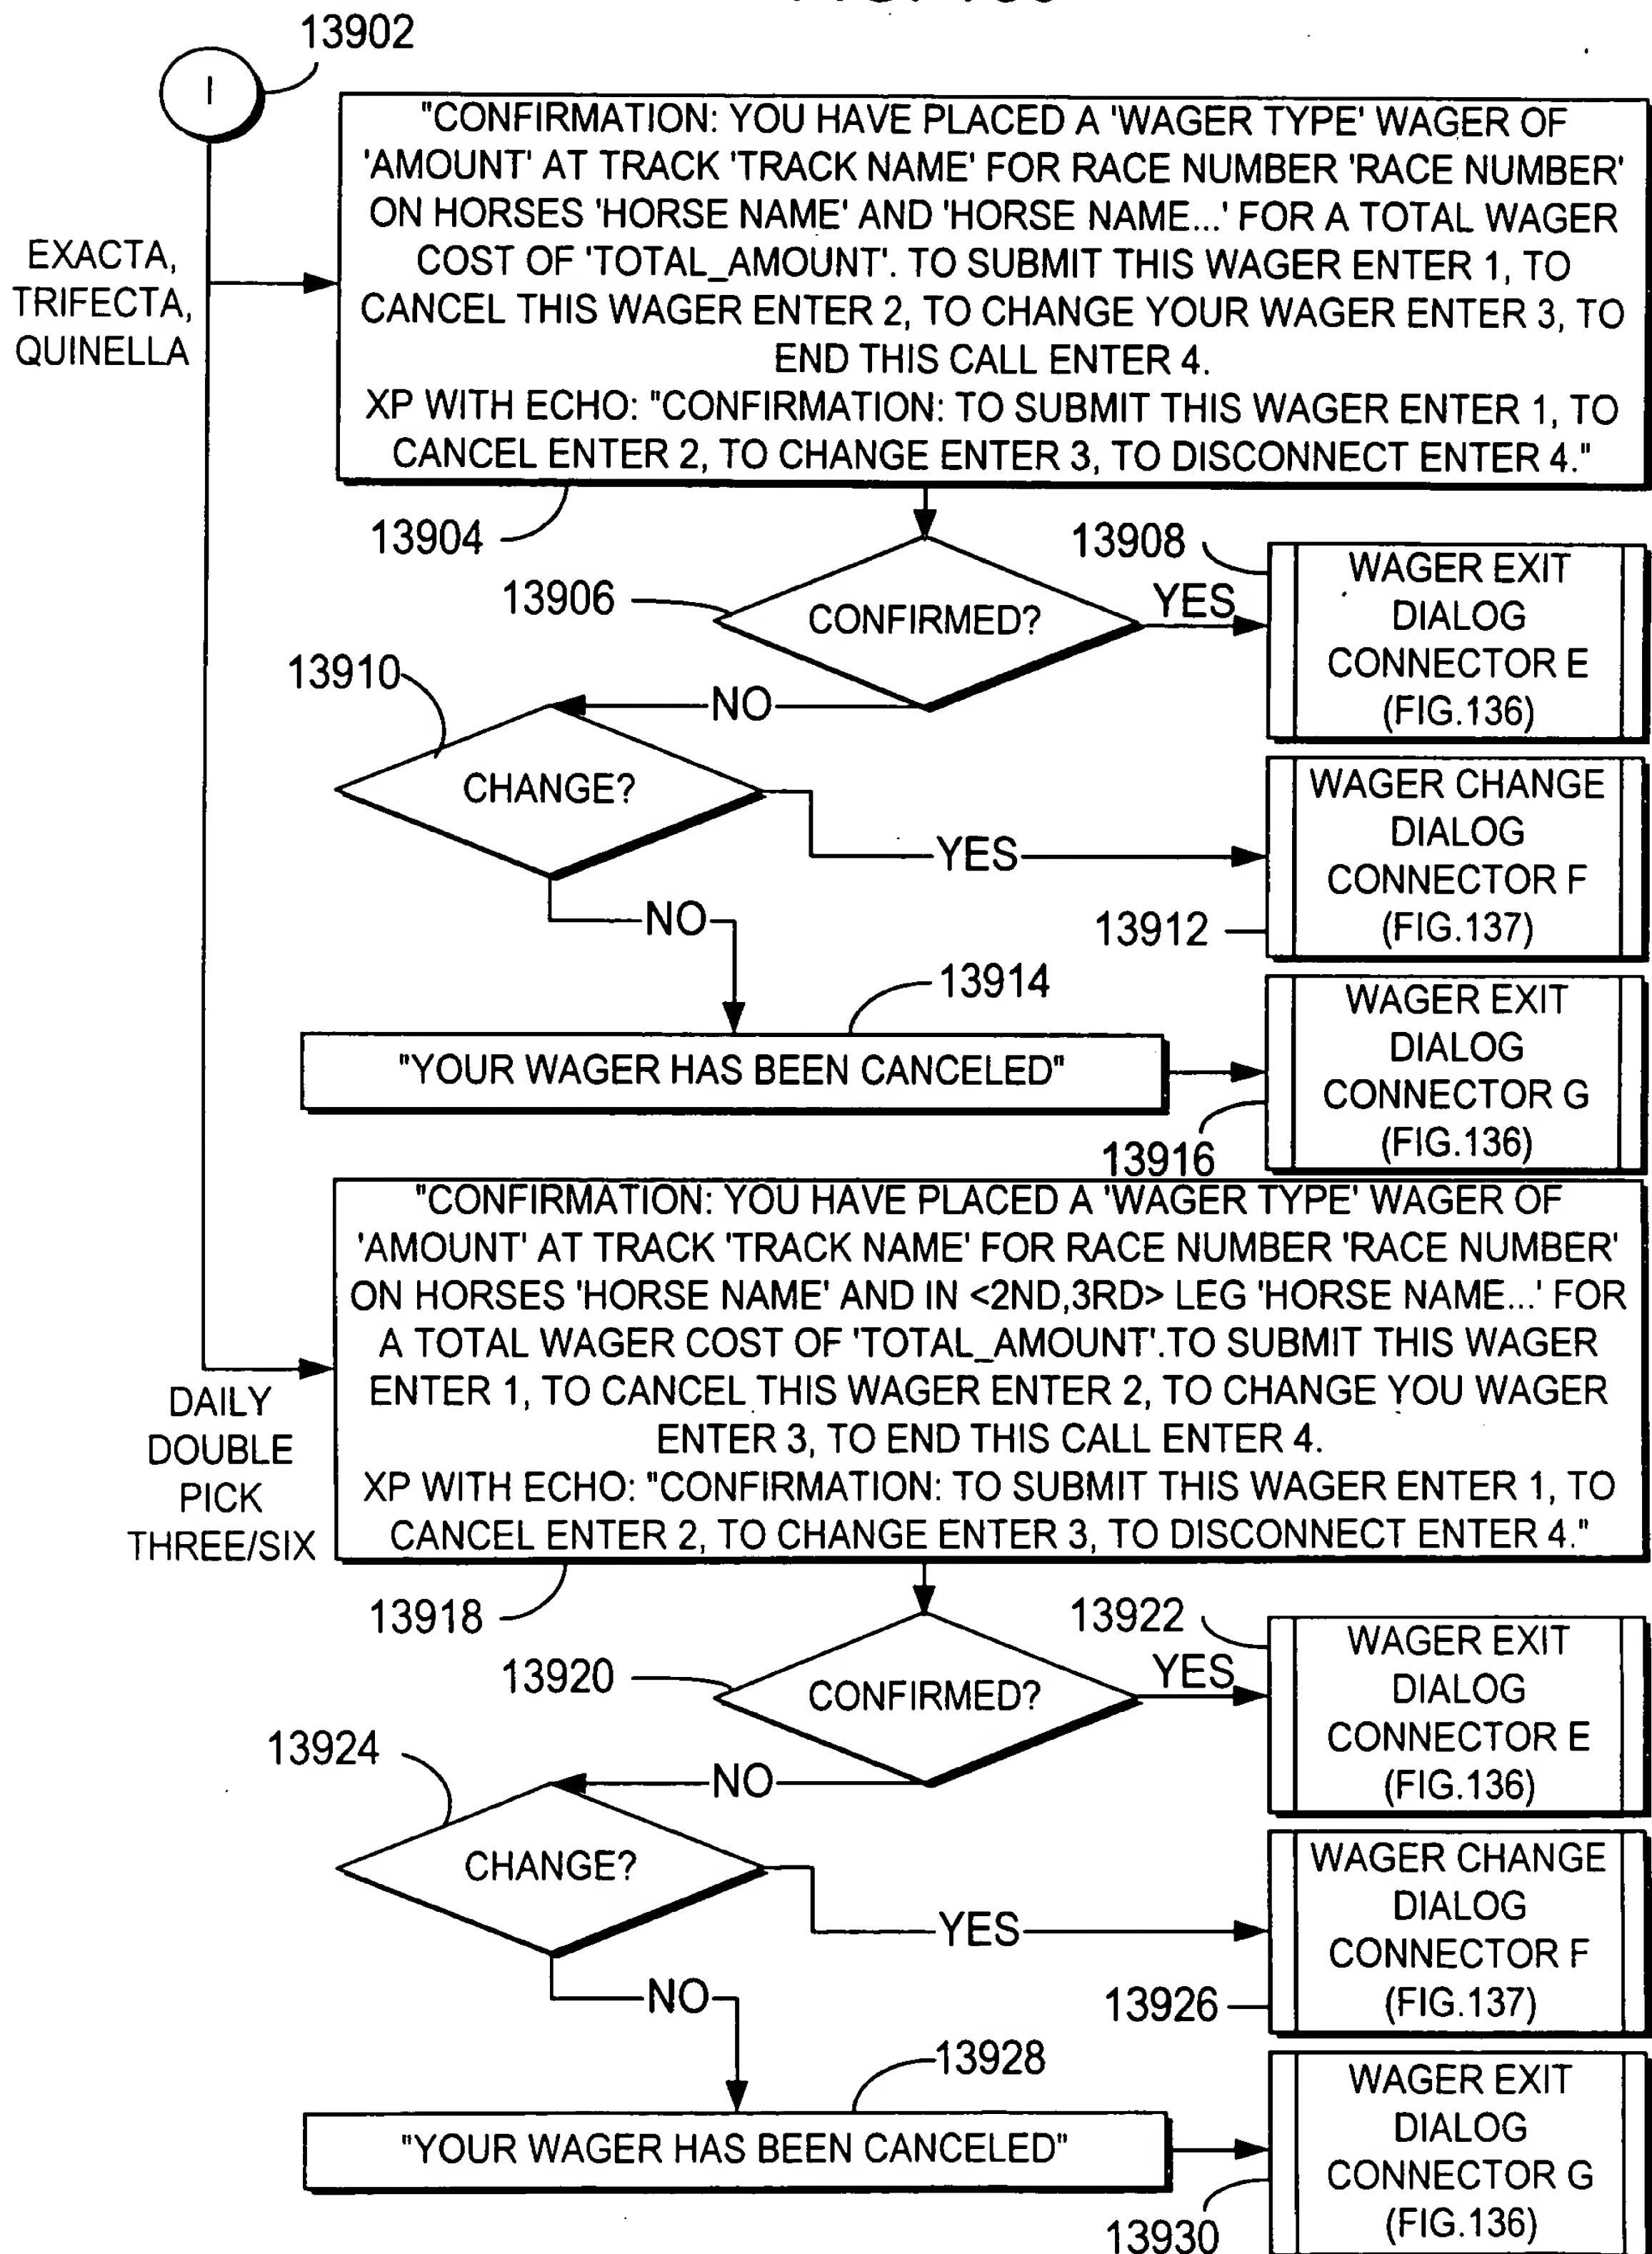 13902
I
"CONFIRMATION: YOU HAVE PLACED A 'WAGER TYPE' WAGER OF
'AMOUNT' AT TRACK 'TRACK NAME' FOR RACE NUMBER 'RACE NUMBER'
ON HORSES 'HORSE NAME' AND 'HORSE NAME...' FOR A TOTAL WAGER
COST OF 'TOTAL_AMOUNT'. TO SUBMIT THIS WAGER ENTER 1, TO
CANCEL THIS WAGER ENTER 2, TO CHANGE YOUR WAGER ENTER 3, TO
END THIS CALL ENTER 4.
XP WITH ECHO: "CONFIRMATION: TO SUBMIT THIS WAGER ENTER 1, TO
CANCEL ENTER 2, TO CHANGE ENTER 3, TO DISCONNECT ENTER 4."
EXACTA,
TRIFECTA,
QUINELLA
13904
13906
CONFIRMED?
YES
13908
WAGER EXIT
DIALOG
CONNECTOR E
(FIG.136)
NO
13910
CHANGE?
YES
WAGER CHANGE
DIALOG
CONNECTOR F
(FIG.137)
13912
NO
13914
"YOUR WAGER HAS BEEN CANCELED"
WAGER EXIT
DIALOG
CONNECTOR G
(FIG.136)
13916
"CONFIRMATION: YOU HAVE PLACED A 'WAGER TYPE' WAGER OF
'AMOUNT' AT TRACK 'TRACK NAME' FOR RACE NUMBER 'RACE NUMBER'
ON HORSES 'HORSE NAME' AND IN <2ND,3RD> LEG 'HORSE NAME...' FOR
A TOTAL WAGER COST OF 'TOTAL_AMOUNT'.TO SUBMIT THIS WAGER
ENTER 1, TO CANCEL THIS WAGER ENTER 2, TO CHANGE YOU WAGER
ENTER 3, TO END THIS CALL ENTER 4.
XP WITH ECHO: "CONFIRMATION: TO SUBMIT THIS WAGER ENTER 1, TO
CANCEL ENTER 2, TO CHANGE ENTER 3, TO DISCONNECT ENTER 4."
DAILY
DOUBLE
PICK
THREE/SIX
13918
13920
CONFIRMED?
YES
13922
WAGER EXIT
DIALOG
CONNECTOR E
(FIG.136)
NO
13924
CHANGE?
YES
WAGER CHANGE
DIALOG
CONNECTOR F
(FIG.137)
13926
NO
13928
"YOUR WAGER HAS BEEN CANCELED"
WAGER EXIT
DIALOG
CONNECTOR G
(FIG.136)
13930